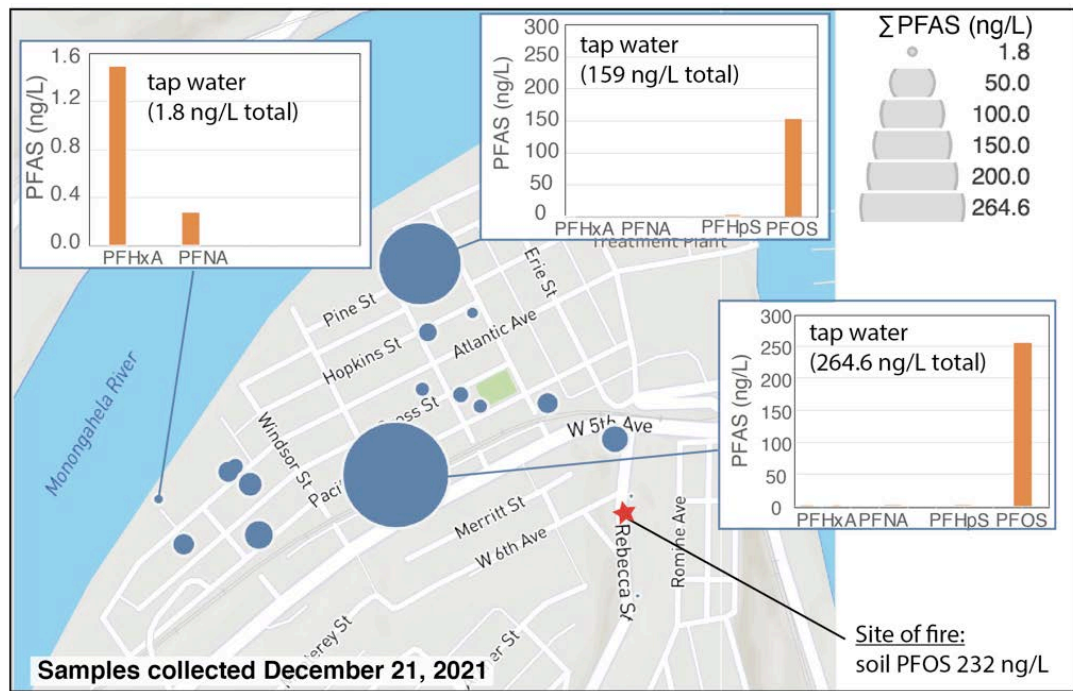 1.6
1.2
0.8
0.4
0.0
PFAS (ng/L)
tap water
(1.8 ng/L total)
PFHxA
PFNA
300
250
200
150
100
50
0
PFAS (ng/L)
tap water
(159 ng/L total)
PFHxA
PFNA
PFHpS
PFOS
∑PFAS (ng/L)
1.8
50.0
100.0
150.0
200.0
264.6
Treatment Plant
Erie St
Pine St
Hopkins St
Atlantic Ave
Monongahela River
Windsor St
W 5th Ave
Merritt St
W 6th Ave
Rebecca St
Romine Ave
300
250
200
150
100
50
0
PFAS (ng/L)
tap water
(264.6 ng/L total)
PFHxA
PFNA
PFHpS
PFOS
Site of fire:
soil PFOS 232 ng/L
Samples collected December 21, 2021